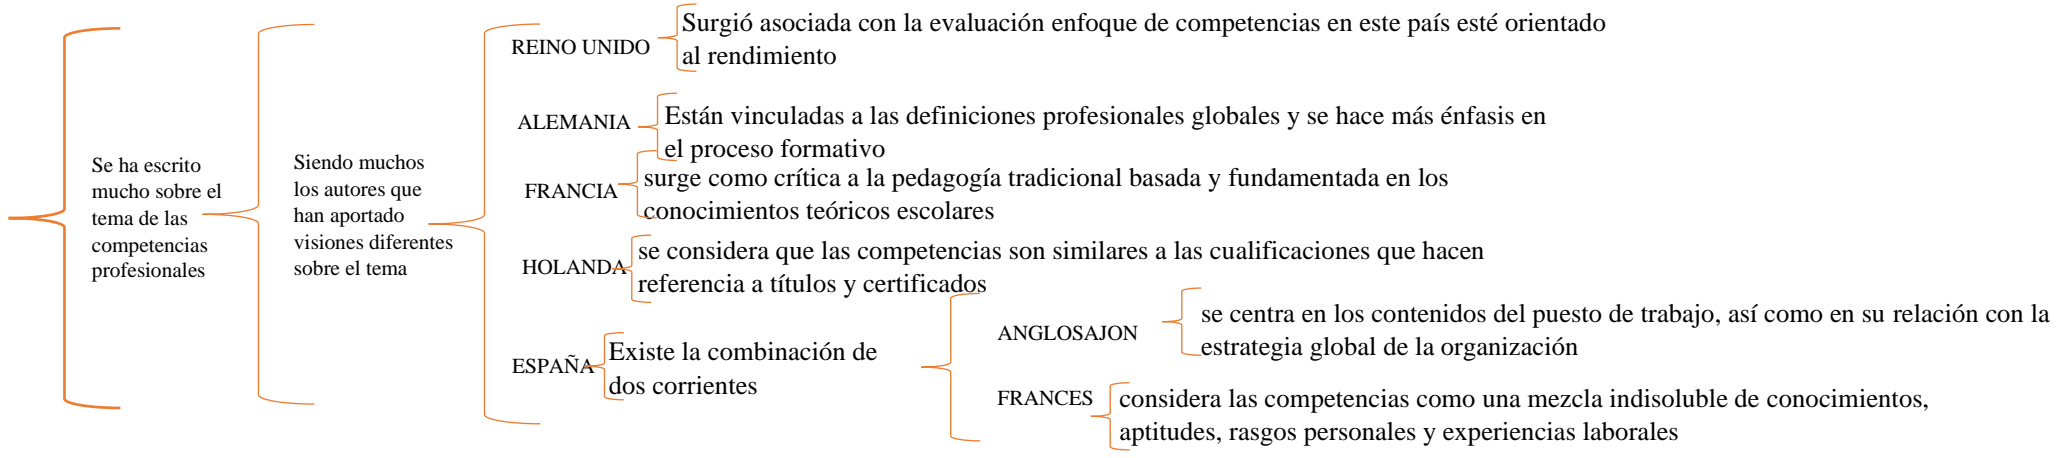 Se ha escrito
mucho sobre el
tema de las
competencias
profesionales
Siendo muchos
los autores que
han aportado
visiones diferentes
sobre el tema
REINO UNIDO
Surgió asociada con la evaluación enfoque de competencias en este país esté orientado
al rendimiento
ALEMANIA
Están vinculadas a las definiciones profesionales globales y se hace más énfasis en
el proceso formativo
FRANCIA
surge como crítica a la pedagogía tradicional basada y fundamentada en los
conocimientos teóricos escolares
HOLANDA
se considera que las competencias son similares a las cualificaciones que hacen
referencia a títulos y certificados
ESPAÑA
Existe la combinación de
dos corrientes
ANGLOSAJON
se centra en los contenidos del puesto de trabajo, así como en su relación con la
estrategia global de la organización
FRANCES
considera las competencias como una mezcla indisoluble de conocimientos,
aptitudes, rasgos personales y experiencias laborales